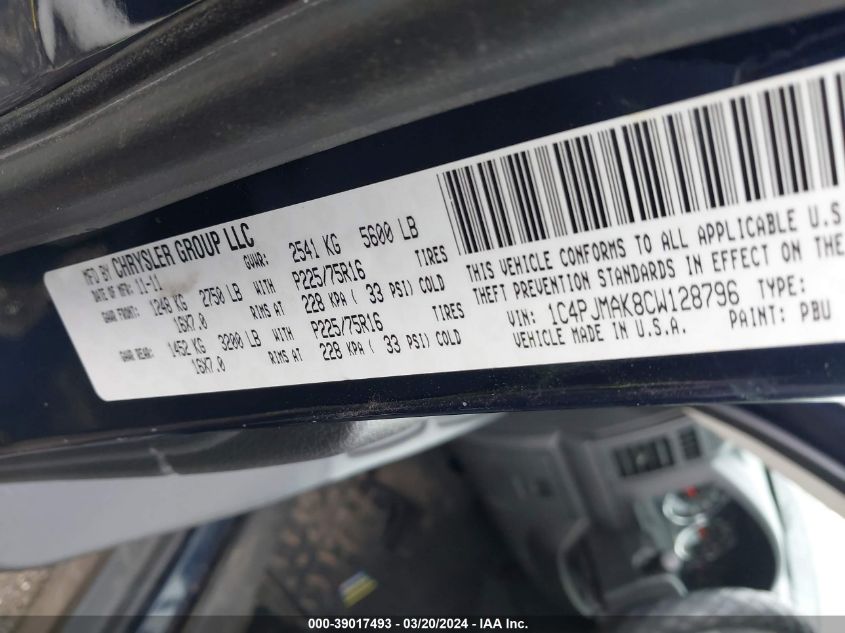 MFD BY CHRYSLER GROUP LLC
DATE OF MFR: 11-11 GVWR: 2541 KG 5600 LB
GAWR FRONT: 1248 KG 2750 LB WITH P225/75R16 TIRES
16X7.0 RIMS AT 228 KPA ( 33 PSI) COLD
GAWR REAR: 1452 KG 3200 LB WITH P225/75R16 TIRES
16X7.0 RIMS AT 228 KPA ( 33 PSI) COLD
THIS VEHICLE CONFORMS TO ALL APPLICABLE U.S
THEFT PREVENTION STANDARDS IN EFFECT ON THE
VIN: 1C4PJMAK8CW128796 TYPE:
VEHICLE MADE IN U.S.A. PAINT: PBU
000-39017493 - 03/20/2024 - IAA Inc.